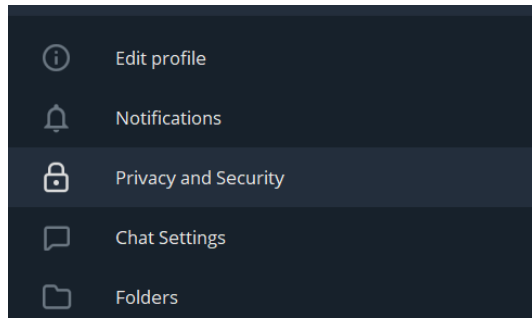 Edit profile
Notifications
Privacy and Security
Chat Settings
Folders